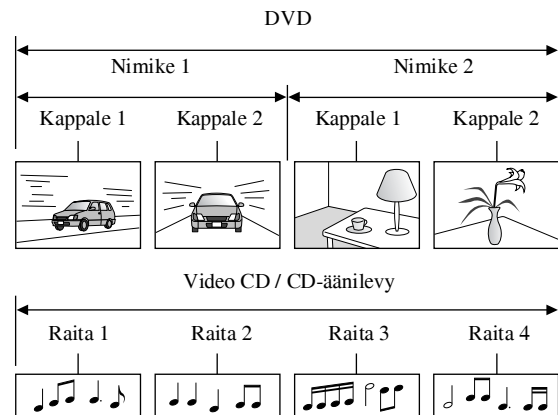 DVD
Nimike 1 Nimike 2
Kappale 1 Kappale 2 Kappale 1 Kappale 2
Video CD / CD-äänilevy
Raita 1 Raita 2 Raita 3 Raita 4